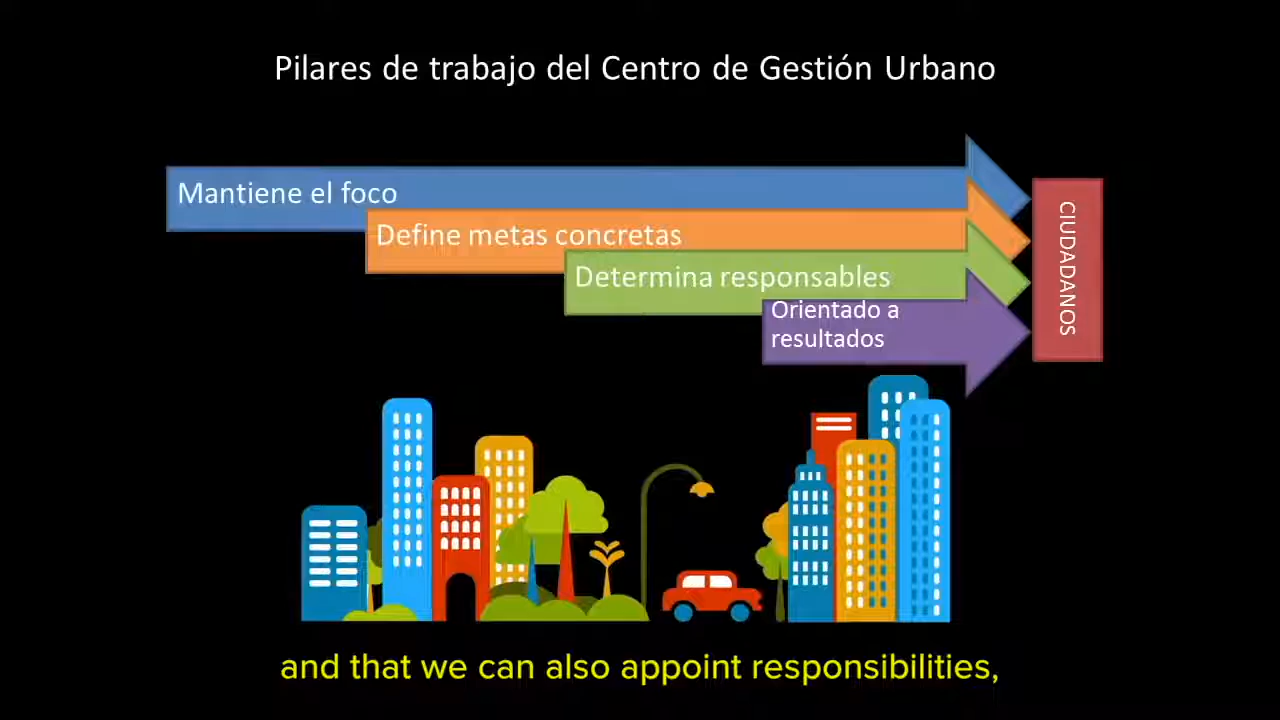 Pilares de trabajo del Centro de Gestión Urbano
Mantiene el foco
Define metas concretas
Determina responsables
Orientado a
resultados
CIUDADANOS
and that we can also appoint responsibilities,